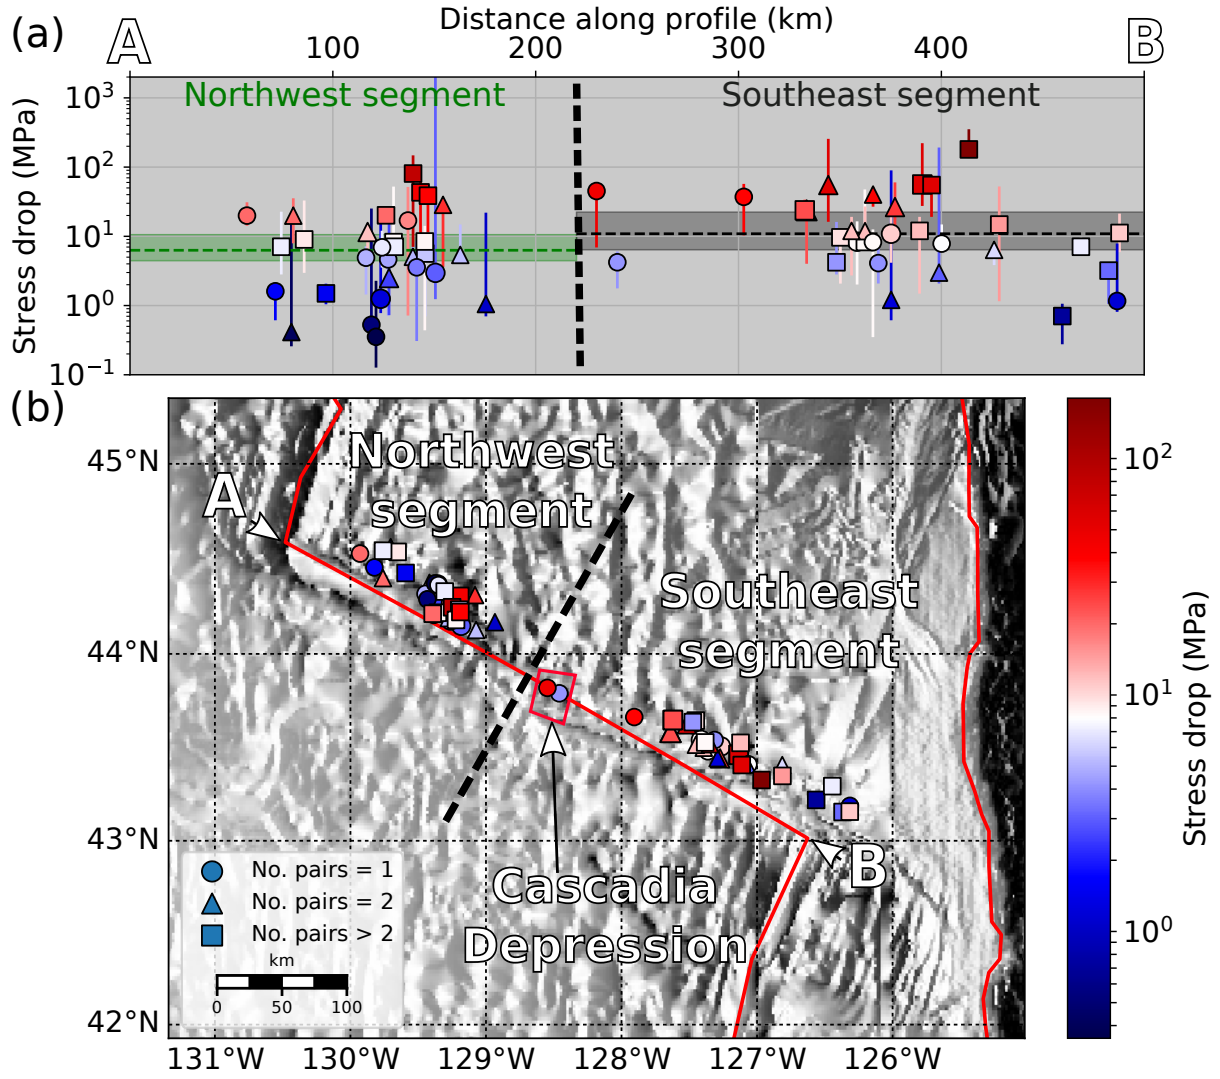 (a)
Distance along profile (km)
A
100 200 300 400
B
Stress drop (MPa)
10³
10²
10¹
10⁰
10⁻¹
Northwest segment
Southeast segment
(b)
45°N
44°N
43°N
42°N
131°W 130°W 129°W 128°W 127°W 126°W
A
Northwest
segment
Southeast
segment
B
Cascadia
Depression
No. pairs = 1
No. pairs = 2
No. pairs > 2
km
0 50 100
10²
10¹
10⁰
Stress drop (MPa)